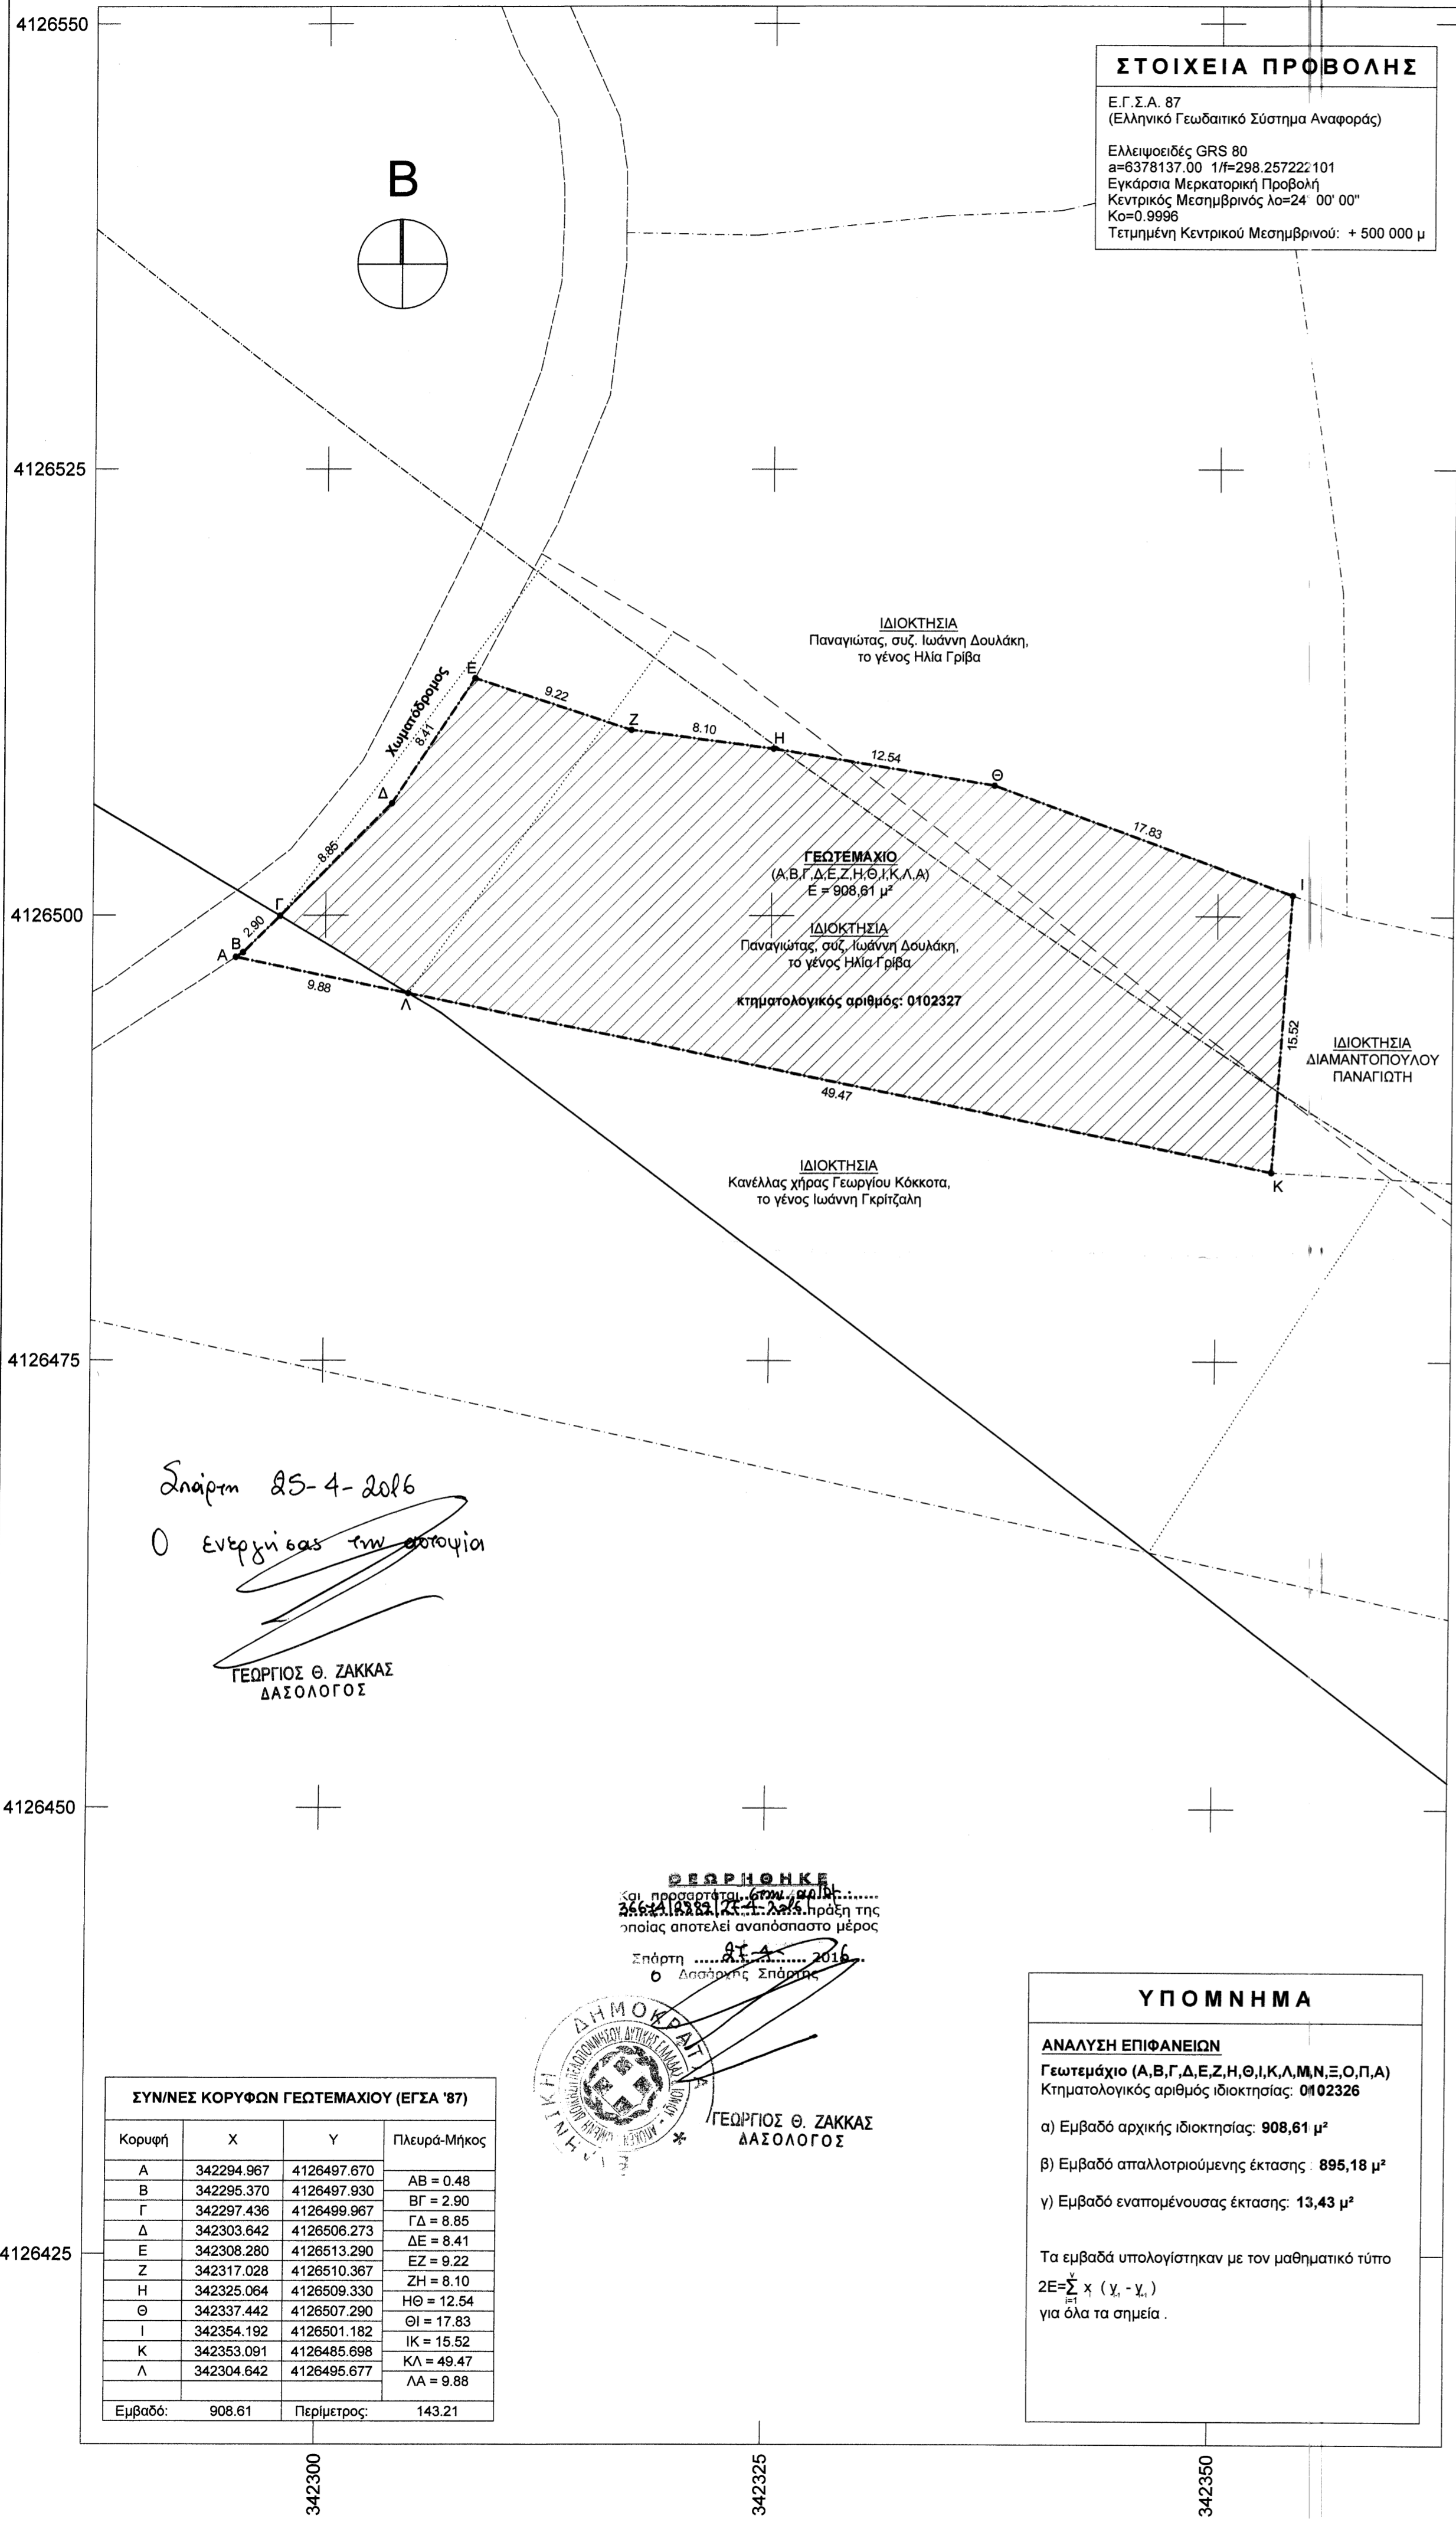 4126550
ΣΤΟΙΧΕΙΑ ΠΡΟΒΟΛΗΣ
Ε.Γ.Σ.Α. 87
(Ελληνικό Γεωδαιτικό Σύστημα Αναφοράς)
Ελλειψοειδές GRS 80
a=6378137.00 1/f=298.257222101
Εγκάρσια Μερκατορική Προβολή
Κεντρικός Μεσημβρινός λο=24° 00' 00"
Κο=0.9996
Τετμημένη Κεντρικού Μεσημβρινού: + 500 000 μ
Β
4126525
ΙΔΙΟΚΤΗΣΙΑ
Παναγιώτας, συζ. Ιωάννη Δουλάκη,
το γένος Ηλία Γρίβα
Χωματόδρομος
Ε
9.22
Ζ
8.10
Η
12.54
Θ
8.41
Δ
17.83
8.85
ΓΕΩΤΕΜΑΧΙΟ
(Α,Β,Γ,Δ,Ε,Ζ,Η,Θ,Ι,Κ,Λ,Α)
Ε = 908,61 μ²
Ι
4126500
Γ
2.90
Β
Α
9.88
Λ
ΙΔΙΟΚΤΗΣΙΑ
Παναγιώτας, συζ. Ιωάννη Δουλάκη,
το γένος Ηλία Γρίβα
κτηματολογικός αριθμός: 0102327
15.52
ΙΔΙΟΚΤΗΣΙΑ
ΔΙΑΜΑΝΤΟΠΟΥΛΟΥ
ΠΑΝΑΓΙΩΤΗ
49.47
Κ
ΙΔΙΟΚΤΗΣΙΑ
Κανέλλας χήρας Γεωργίου Κόκκοτα,
το γένος Ιωάννη Γκρίτζαλη
4126475
Σπάρτη 25-4-2016
Ο ενεργήσας την αυτοψία
ΓΕΩΡΓΙΟΣ Θ. ΖΑΚΚΑΣ
ΔΑΣΟΛΟΓΟΣ
4126450
ΘΕΩΡΗΘΗΚΕ
και προσαρτάται στην αριθ.
πράξη της
οποίας αποτελεί αναπόσπαστο μέρος
Σπάρτη 27-4 2016
Ο Δασάρχης Σπάρτης
ΕΛΛΗΝΙΚΗ ΔΗΜΟΚΡΑΤΙΑ
ΓΕΩΡΓΙΟΣ Θ. ΖΑΚΚΑΣ
ΔΑΣΟΛΟΓΟΣ
ΥΠΟΜΝΗΜΑ
ΑΝΑΛΥΣΗ ΕΠΙΦΑΝΕΙΩΝ
Γεωτεμάχιο (Α,Β,Γ,Δ,Ε,Ζ,Η,Θ,Ι,Κ,Λ,Μ,Ν,Ξ,Ο,Π,Α)
Κτηματολογικός αριθμός ιδιοκτησίας: 0102326
α) Εμβαδό αρχικής ιδιοκτησίας: 908,61 μ²
β) Εμβαδό απαλλοτριούμενης έκτασης : 895,18 μ²
γ) Εμβαδό εναπομένουσας έκτασης: 13,43 μ²
Τα εμβαδά υπολογίστηκαν με τον μαθηματικό τύπο
για όλα τα σημεία .
ΣΥΝ/ΝΕΣ ΚΟΡΥΦΩΝ ΓΕΩΤΕΜΑΧΙΟΥ (ΕΓΣΑ '87)
Κορυφή Χ Υ Πλευρά-Μήκος
Α 342294.967 4126497.670
ΑΒ = 0.48
Β 342295.370 4126497.930
ΒΓ = 2.90
Γ 342297.436 4126499.967
ΓΔ = 8.85
Δ 342303.642 4126506.273
ΔΕ = 8.41
Ε 342308.280 4126513.290
ΕΖ = 9.22
Ζ 342317.028 4126510.367
ΖΗ = 8.10
Η 342325.064 4126509.330
ΗΘ = 12.54
Θ 342337.442 4126507.290
ΘΙ = 17.83
Ι 342354.192 4126501.182
ΙΚ = 15.52
Κ 342353.091 4126485.698
ΚΛ = 49.47
Λ 342304.642 4126495.677
ΛΑ = 9.88
Εμβαδό: 908.61 Περίμετρος: 143.21
4126425
342300
342325
342350